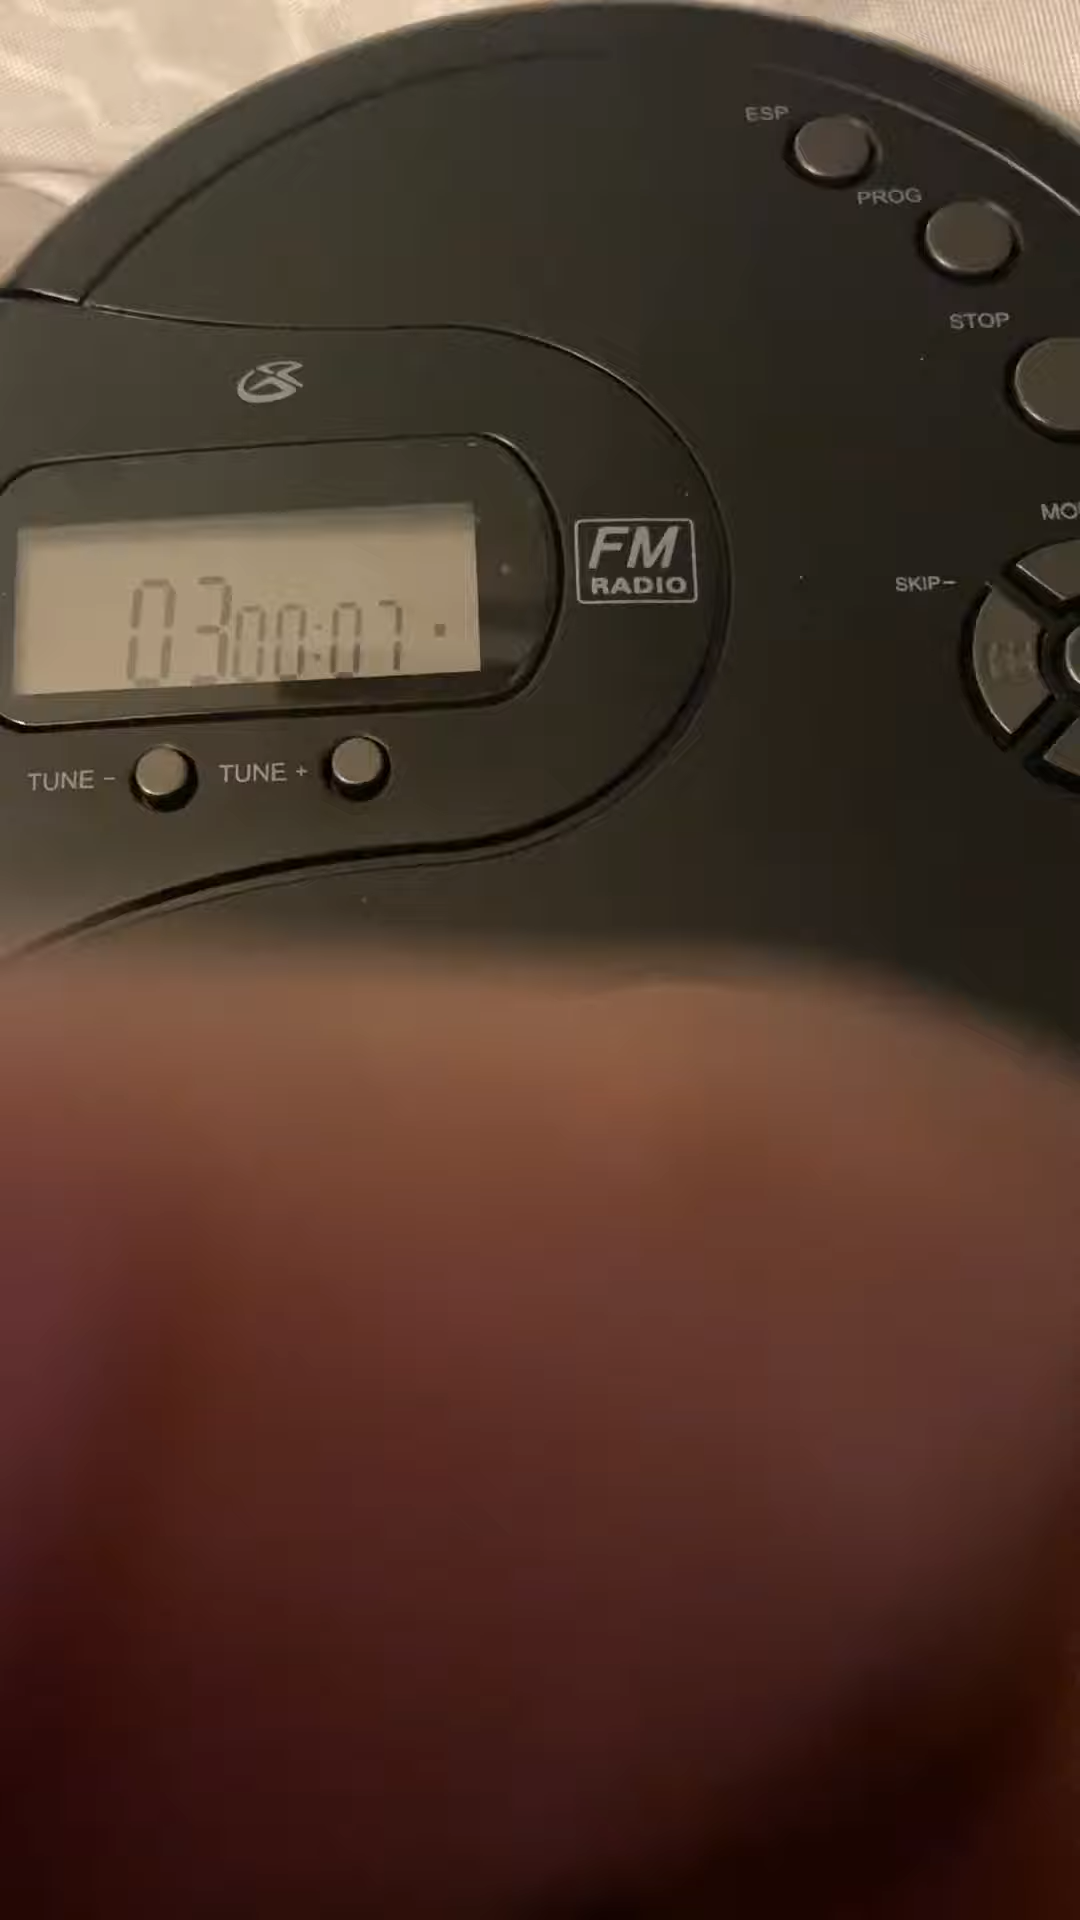 ESP
PROG
STOP
FM
RADIO
SKIP-
03 00:07
TUNE - TUNE +